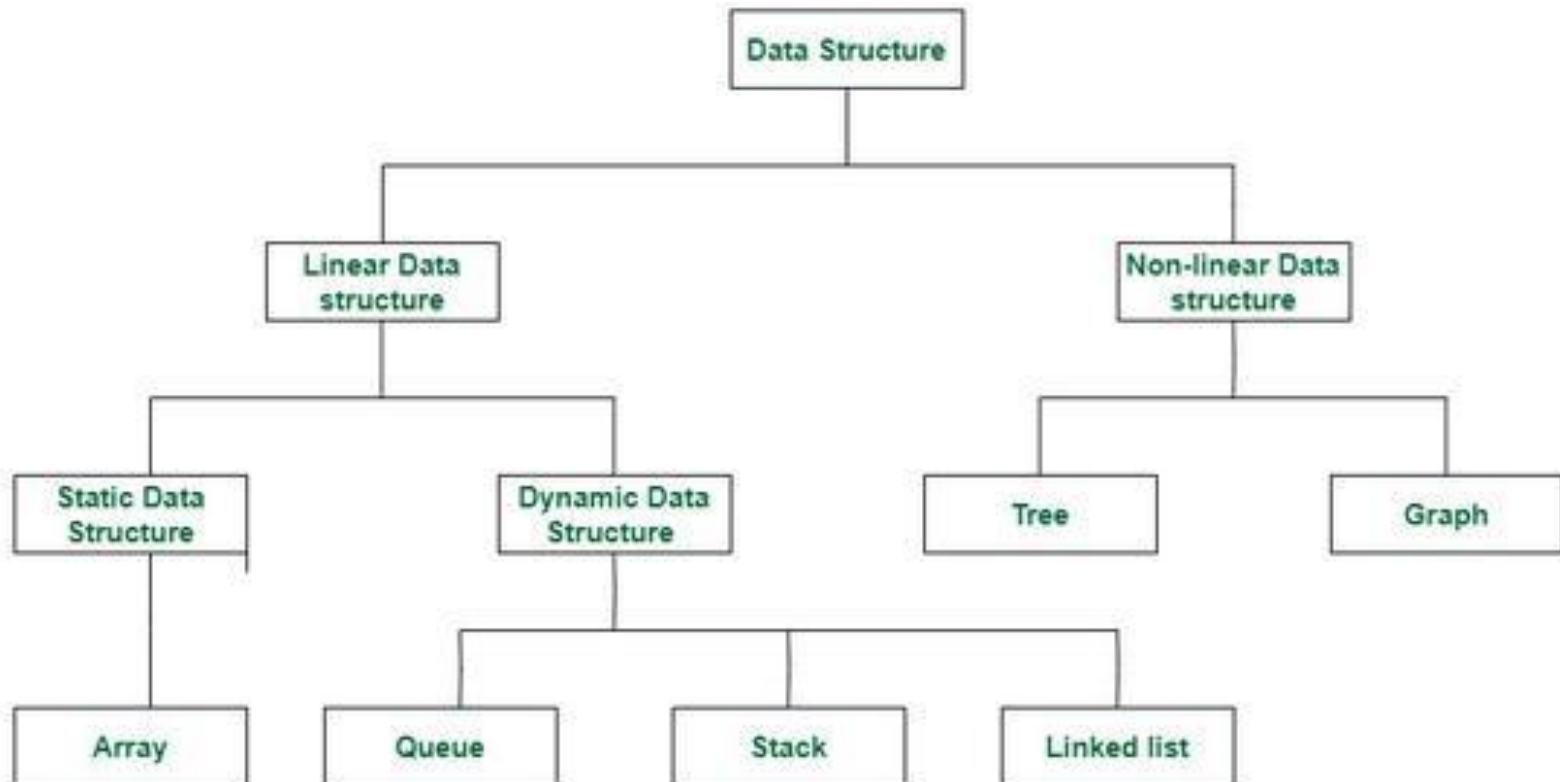 Data Structure
Linear Data
structure
Non-linear Data
structure
Static Data
Structure
Dynamic Data
Structure
Tree
Graph
Array
Queue
Stack
Linked list